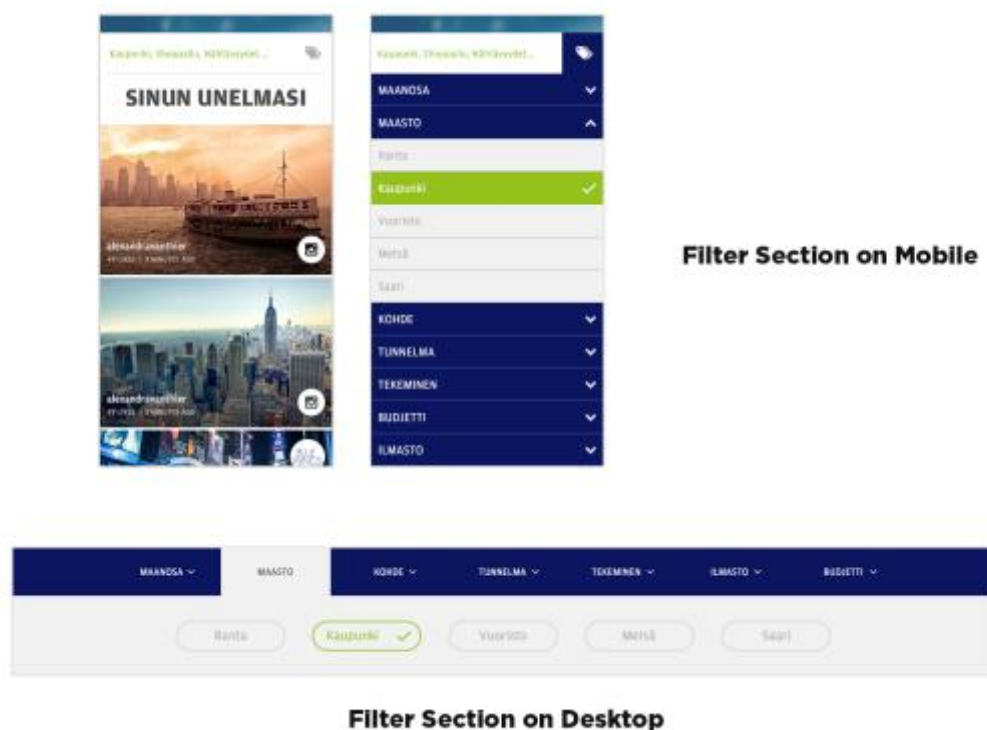 Kaupunki, Shoppailu, Nähtävyydet...
SINUN UNELMASI
alexandravanthier
alexandravanthier
Kaupunki, Shoppailu, Nähtävyydet...
MAANOSA
MAASTO
Ranta
Kaupunki
Vuoristo
Metsä
Saari
KOHDE
TUNNELMA
TEKEMINEN
BUDJETTI
ILMASTO
Filter Section on Mobile
MAANOSA MAASTO KOHDE TUNNELMA TEKEMINEN ILMASTO BUDJETTI
Ranta Kaupunki Vuoristo Metsä Saari
Filter Section on Desktop